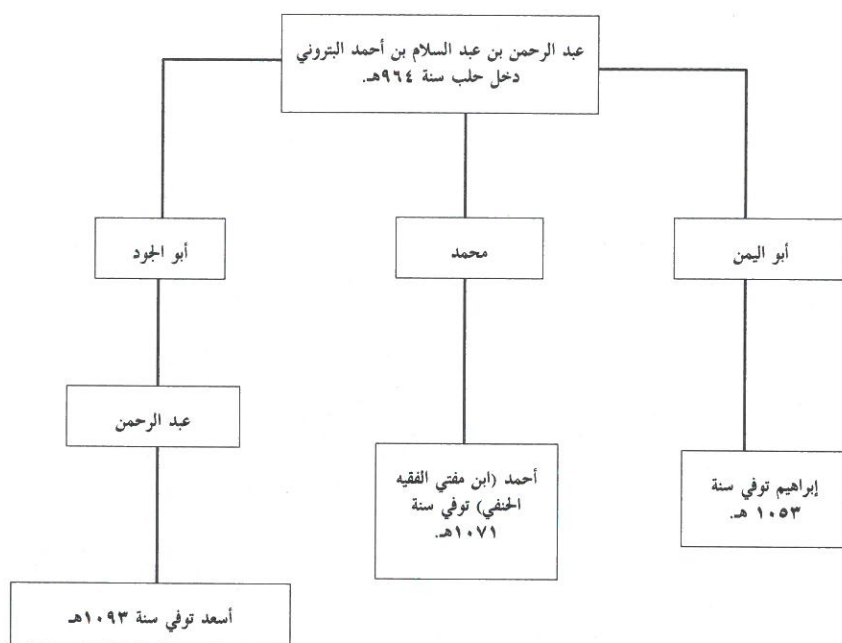 عبد الرحمن بن عبد السلام بن أحمد البتروني
دخل حلب سنة ٩٦٤هـ.
أبو اليمن
محمد
أبو الجود
عبد الرحمن
إبراهيم توفي سنة
١٠٥٣ هـ.
أحمد (ابن مفتي الفقيه
الحنفي) توفي سنة
١٠٧١هـ.
أسعد توفي سنة ١٠٩٣هـ